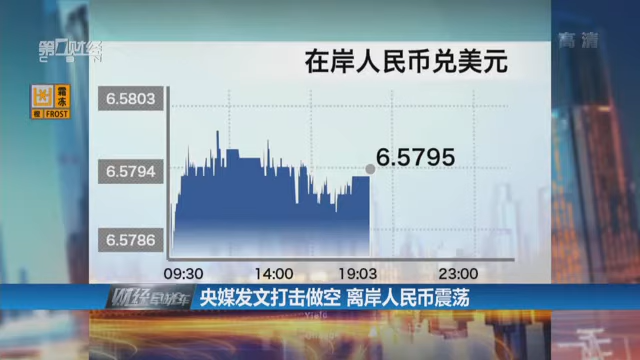 第一财经
高清
在岸人民币兑美元
霜冻
橙 FROST
6.5803
6.5794
6.5795
6.5786
09:30 14:00 19:03 23:00
财经早班车
央媒发文打击做空 离岸人民币震荡